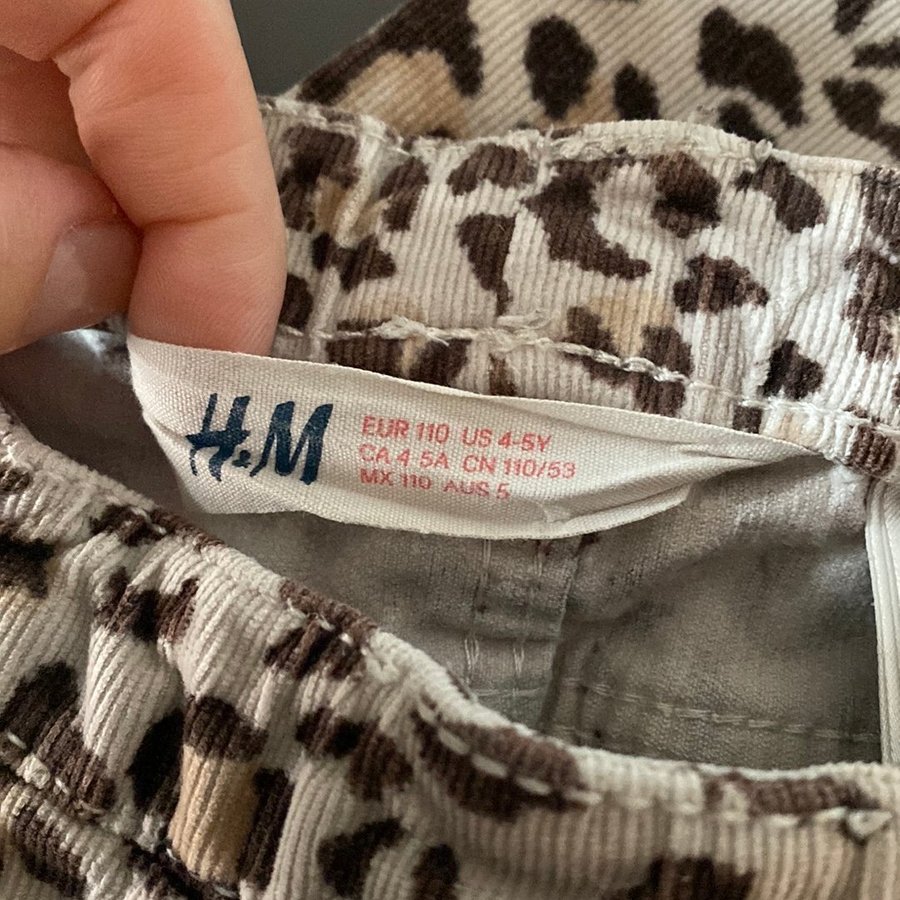 H&M
EUR 110 US 4-5Y
CA 4 5A CN 110/53
MX 110 AUS 5